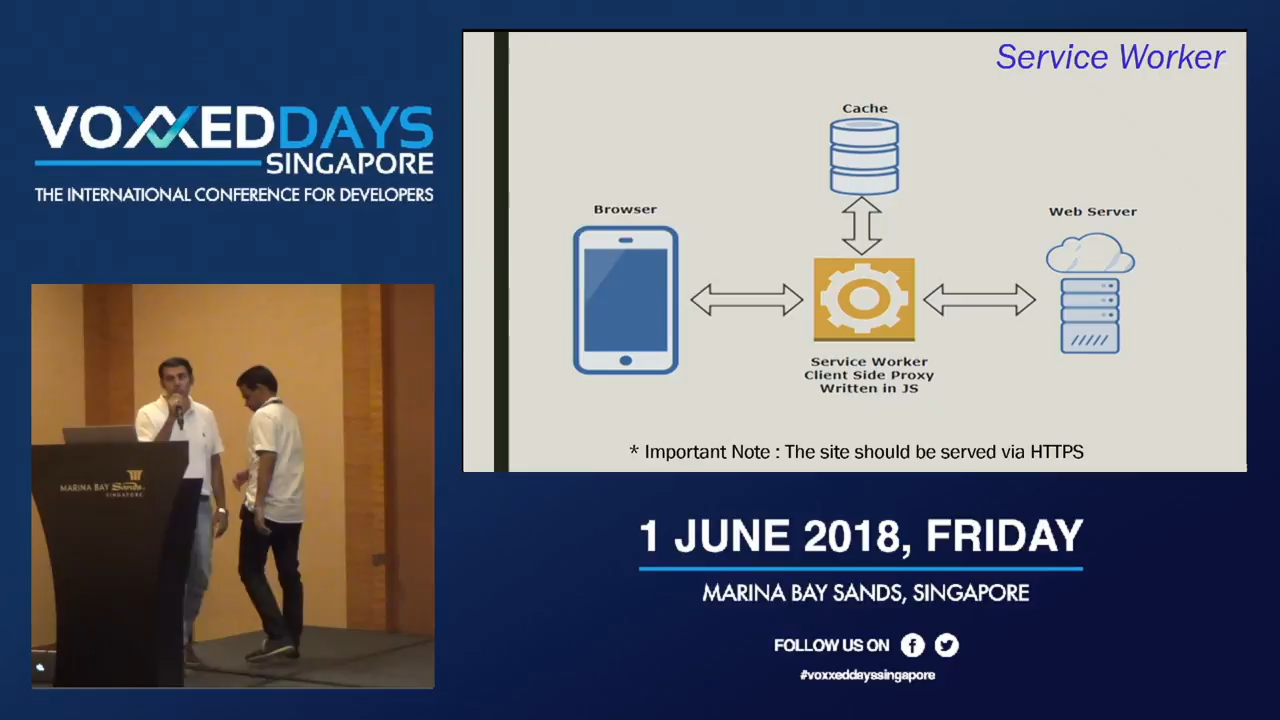 VOXXEDDAYS
SINGAPORE
THE INTERNATIONAL CONFERENCE FOR DEVELOPERS
Service Worker
Cache
Browser
Web Server
Service Worker
Client Side Proxy
Written in JS
* Important Note : The site should be served via HTTPS
MARINA BAY Sands
SINGAPORE
1 JUNE 2018, FRIDAY
MARINA BAY SANDS, SINGAPORE
FOLLOW US ON
#voxxeddayssingapore